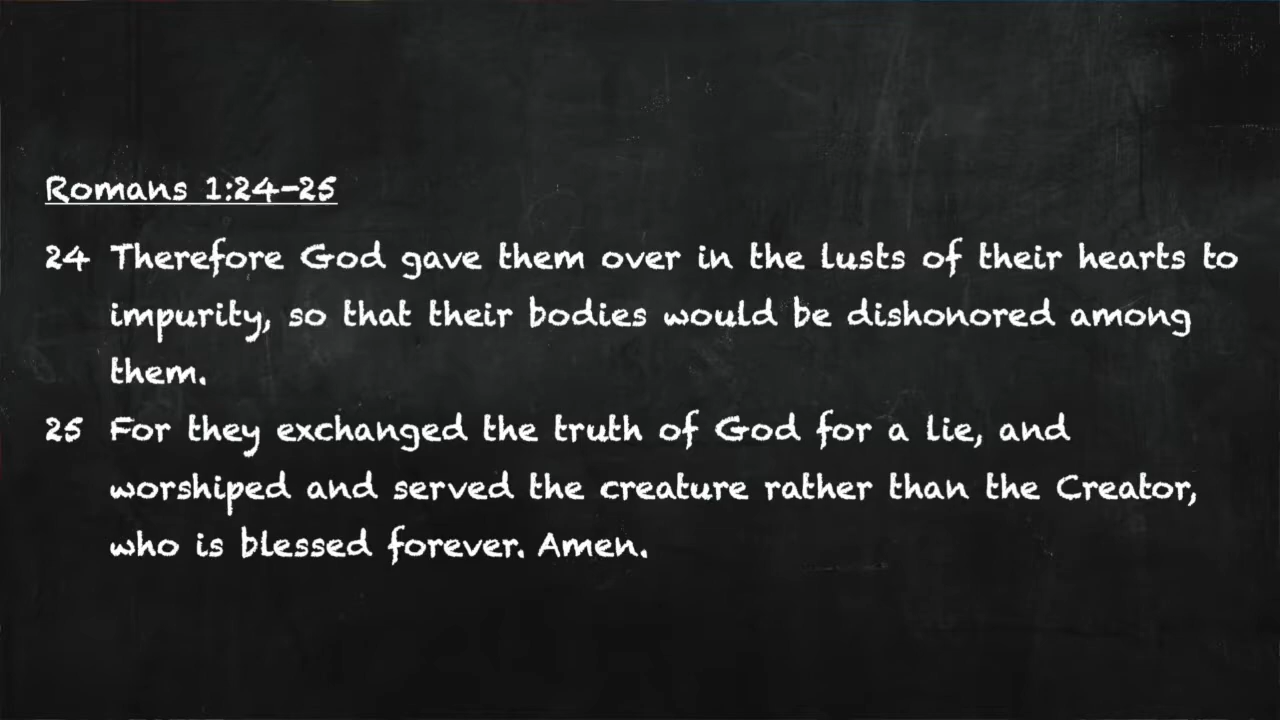 Romans 1:24–25
24 Therefore God gave them over in the lusts of their hearts to
impurity, so that their bodies would be dishonored among
them.
25 For they exchanged the truth of God for a lie, and
worshiped and served the creature rather than the Creator,
who is blessed forever. Amen.